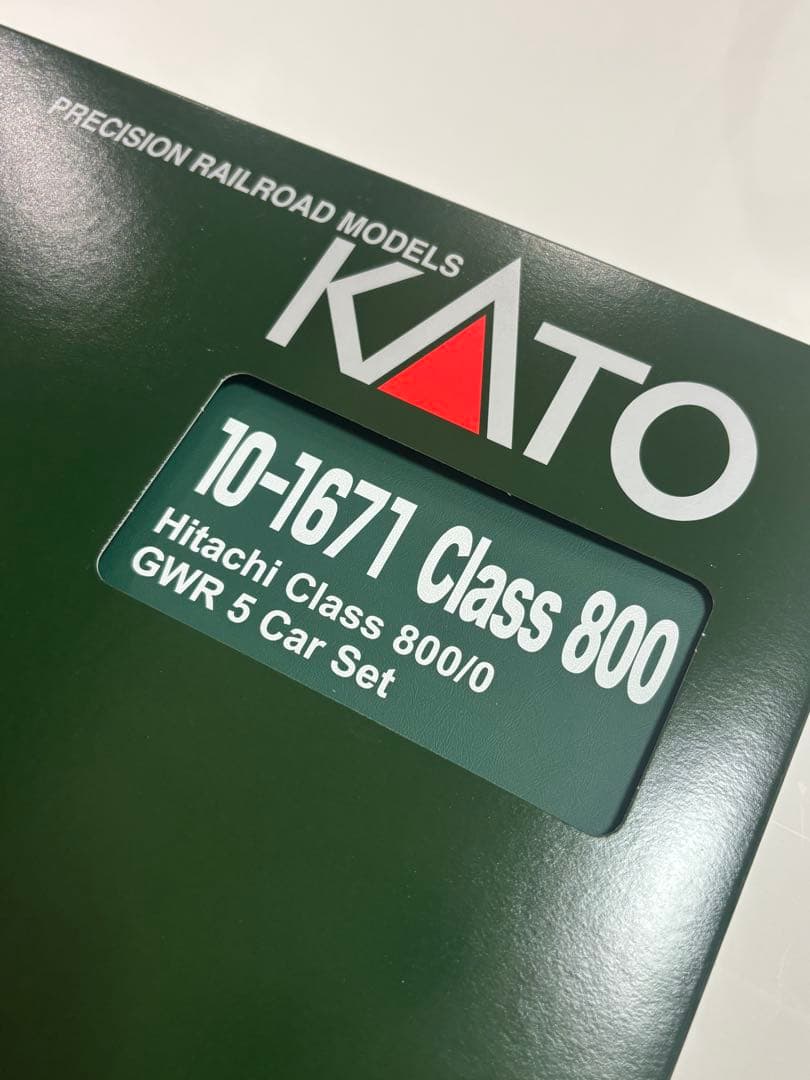 PRECISION RAILROAD MODELS
KATO
10-1671 Class 800
Hitachi Class 800/0
GWR 5 Car Set